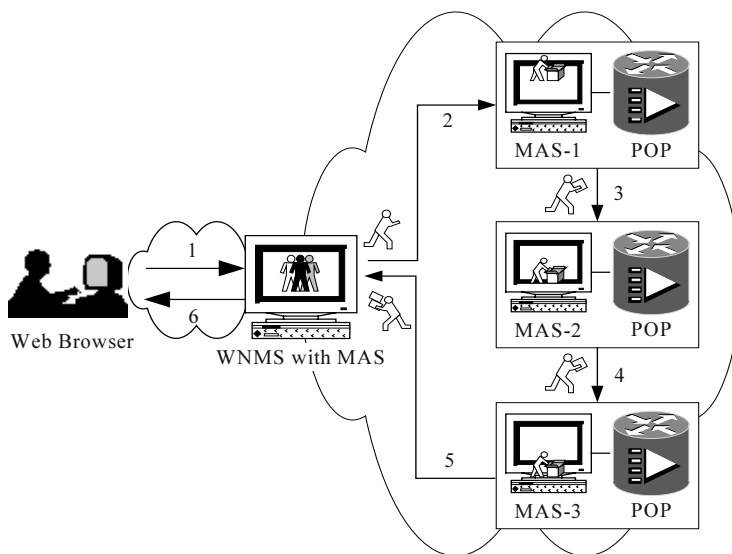 1
6
Web Browser
WNMS with MAS
2
MAS-1 POP
3
MAS-2 POP
4
MAS-3 POP
5